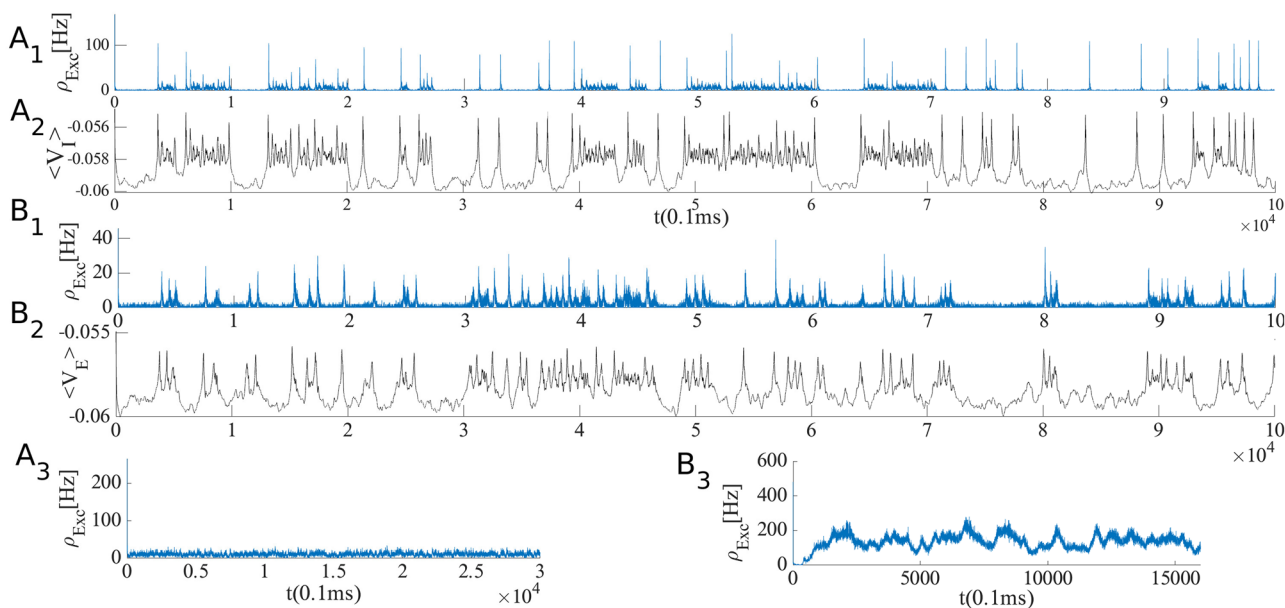 A1
ρExc[Hz]
100
0
0 1 2 3 4 5 6 7 8 9
A2
<VI>
-0.056
-0.058
-0.06
0 1 2 3 4 5 6 7 8 9 10
t(0.1ms)
×10^4
B1
ρExc[Hz]
40
20
0
0 1 2 3 4 5 6 7 8 9 10
B2
<VE>
-0.055
-0.06
0 1 2 3 4 5 6 7 8 9 10
×10^4
A3
ρExc[Hz]
200
100
0
0 0.5 1 2 3
t(0.1ms)
×10^4
B3
ρExc[Hz]
600
400
200
0
0 5000 10000 15000
t(0.1ms)